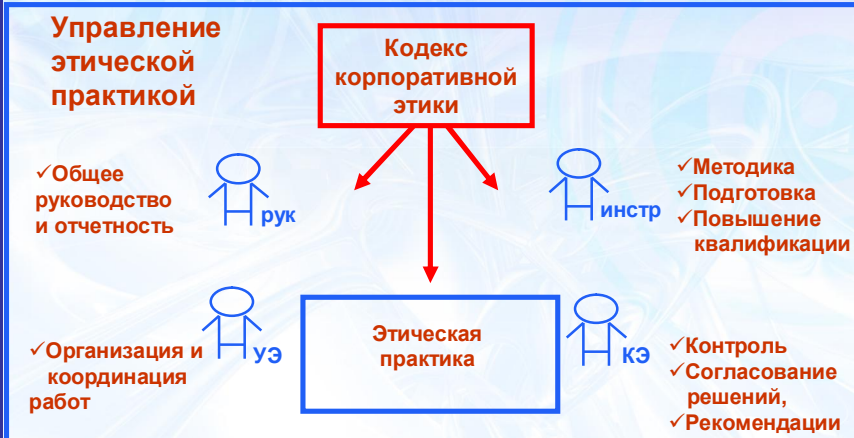 Управление
этической
практикой
Кодекс
корпоративной
этики
✓Общее
руководство
и отчетность
рук
инстр
✓Методика
✓Подготовка
✓Повышение
квалификации
✓Организация и
координация
работ
УЭ
Этическая
практика
КЭ
✓Контроль
✓Согласование
решений,
✓Рекомендации